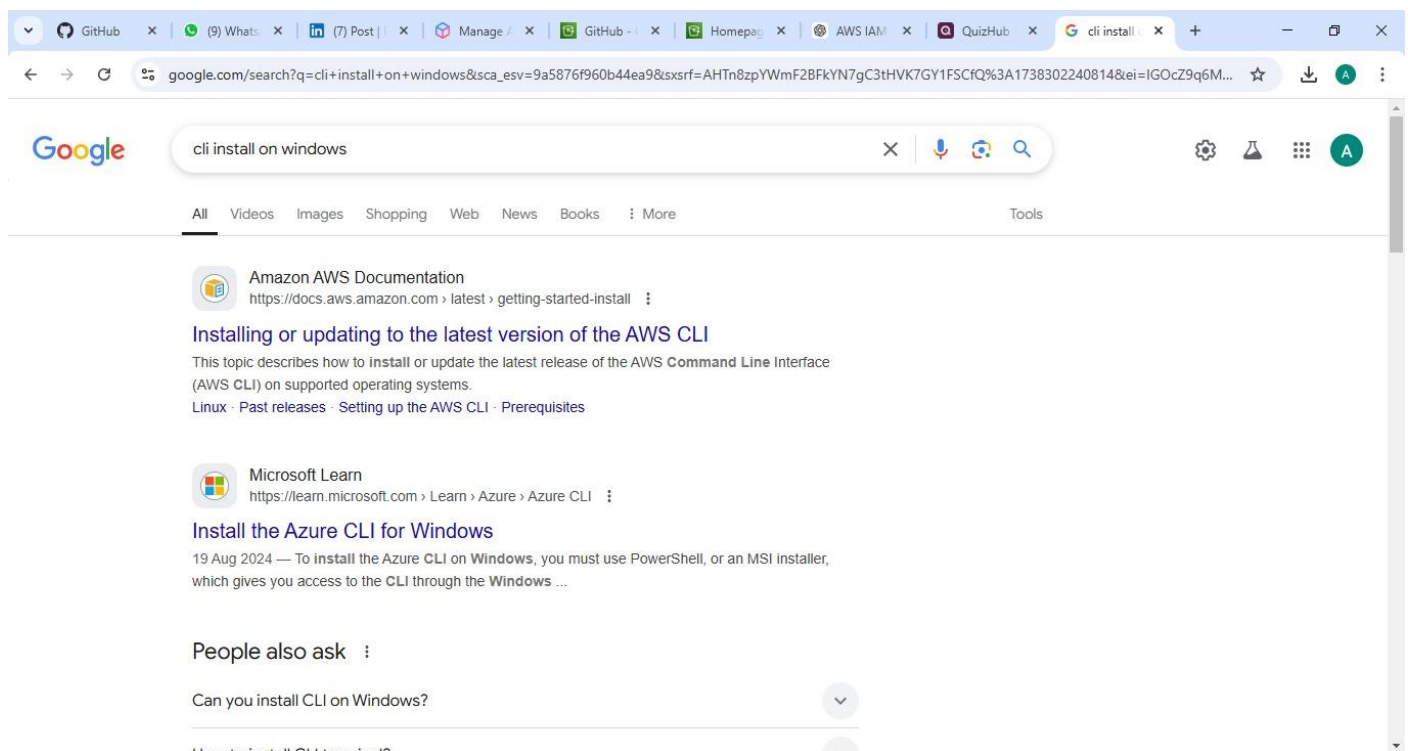 GitHub
(9) Whats
(7) Post |
Manage
GitHub -
Homepag
AWS IAM
QuizHub
cli install
google.com/search?q=cli+install+on+windows&sca_esv=9a5876f960b44ea9&sxsrf=AHTn8zpYWmF2BFkYN7gC3tHVK7GY1FSCfQ%3A1738302240814&ei=IGOcZ9q6M...
A
Google
cli install on windows
A
All Videos Images Shopping Web News Books More Tools
Amazon AWS Documentation
https://docs.aws.amazon.com › latest › getting-started-install
Installing or updating to the latest version of the AWS CLI
This topic describes how to install or update the latest release of the AWS Command Line Interface
(AWS CLI) on supported operating systems.
Linux · Past releases · Setting up the AWS CLI · Prerequisites
Microsoft Learn
https://learn.microsoft.com › Learn › Azure › Azure CLI
Install the Azure CLI for Windows
19 Aug 2024 — To install the Azure CLI on Windows, you must use PowerShell, or an MSI installer,
which gives you access to the CLI through the Windows ...
People also ask
Can you install CLI on Windows?